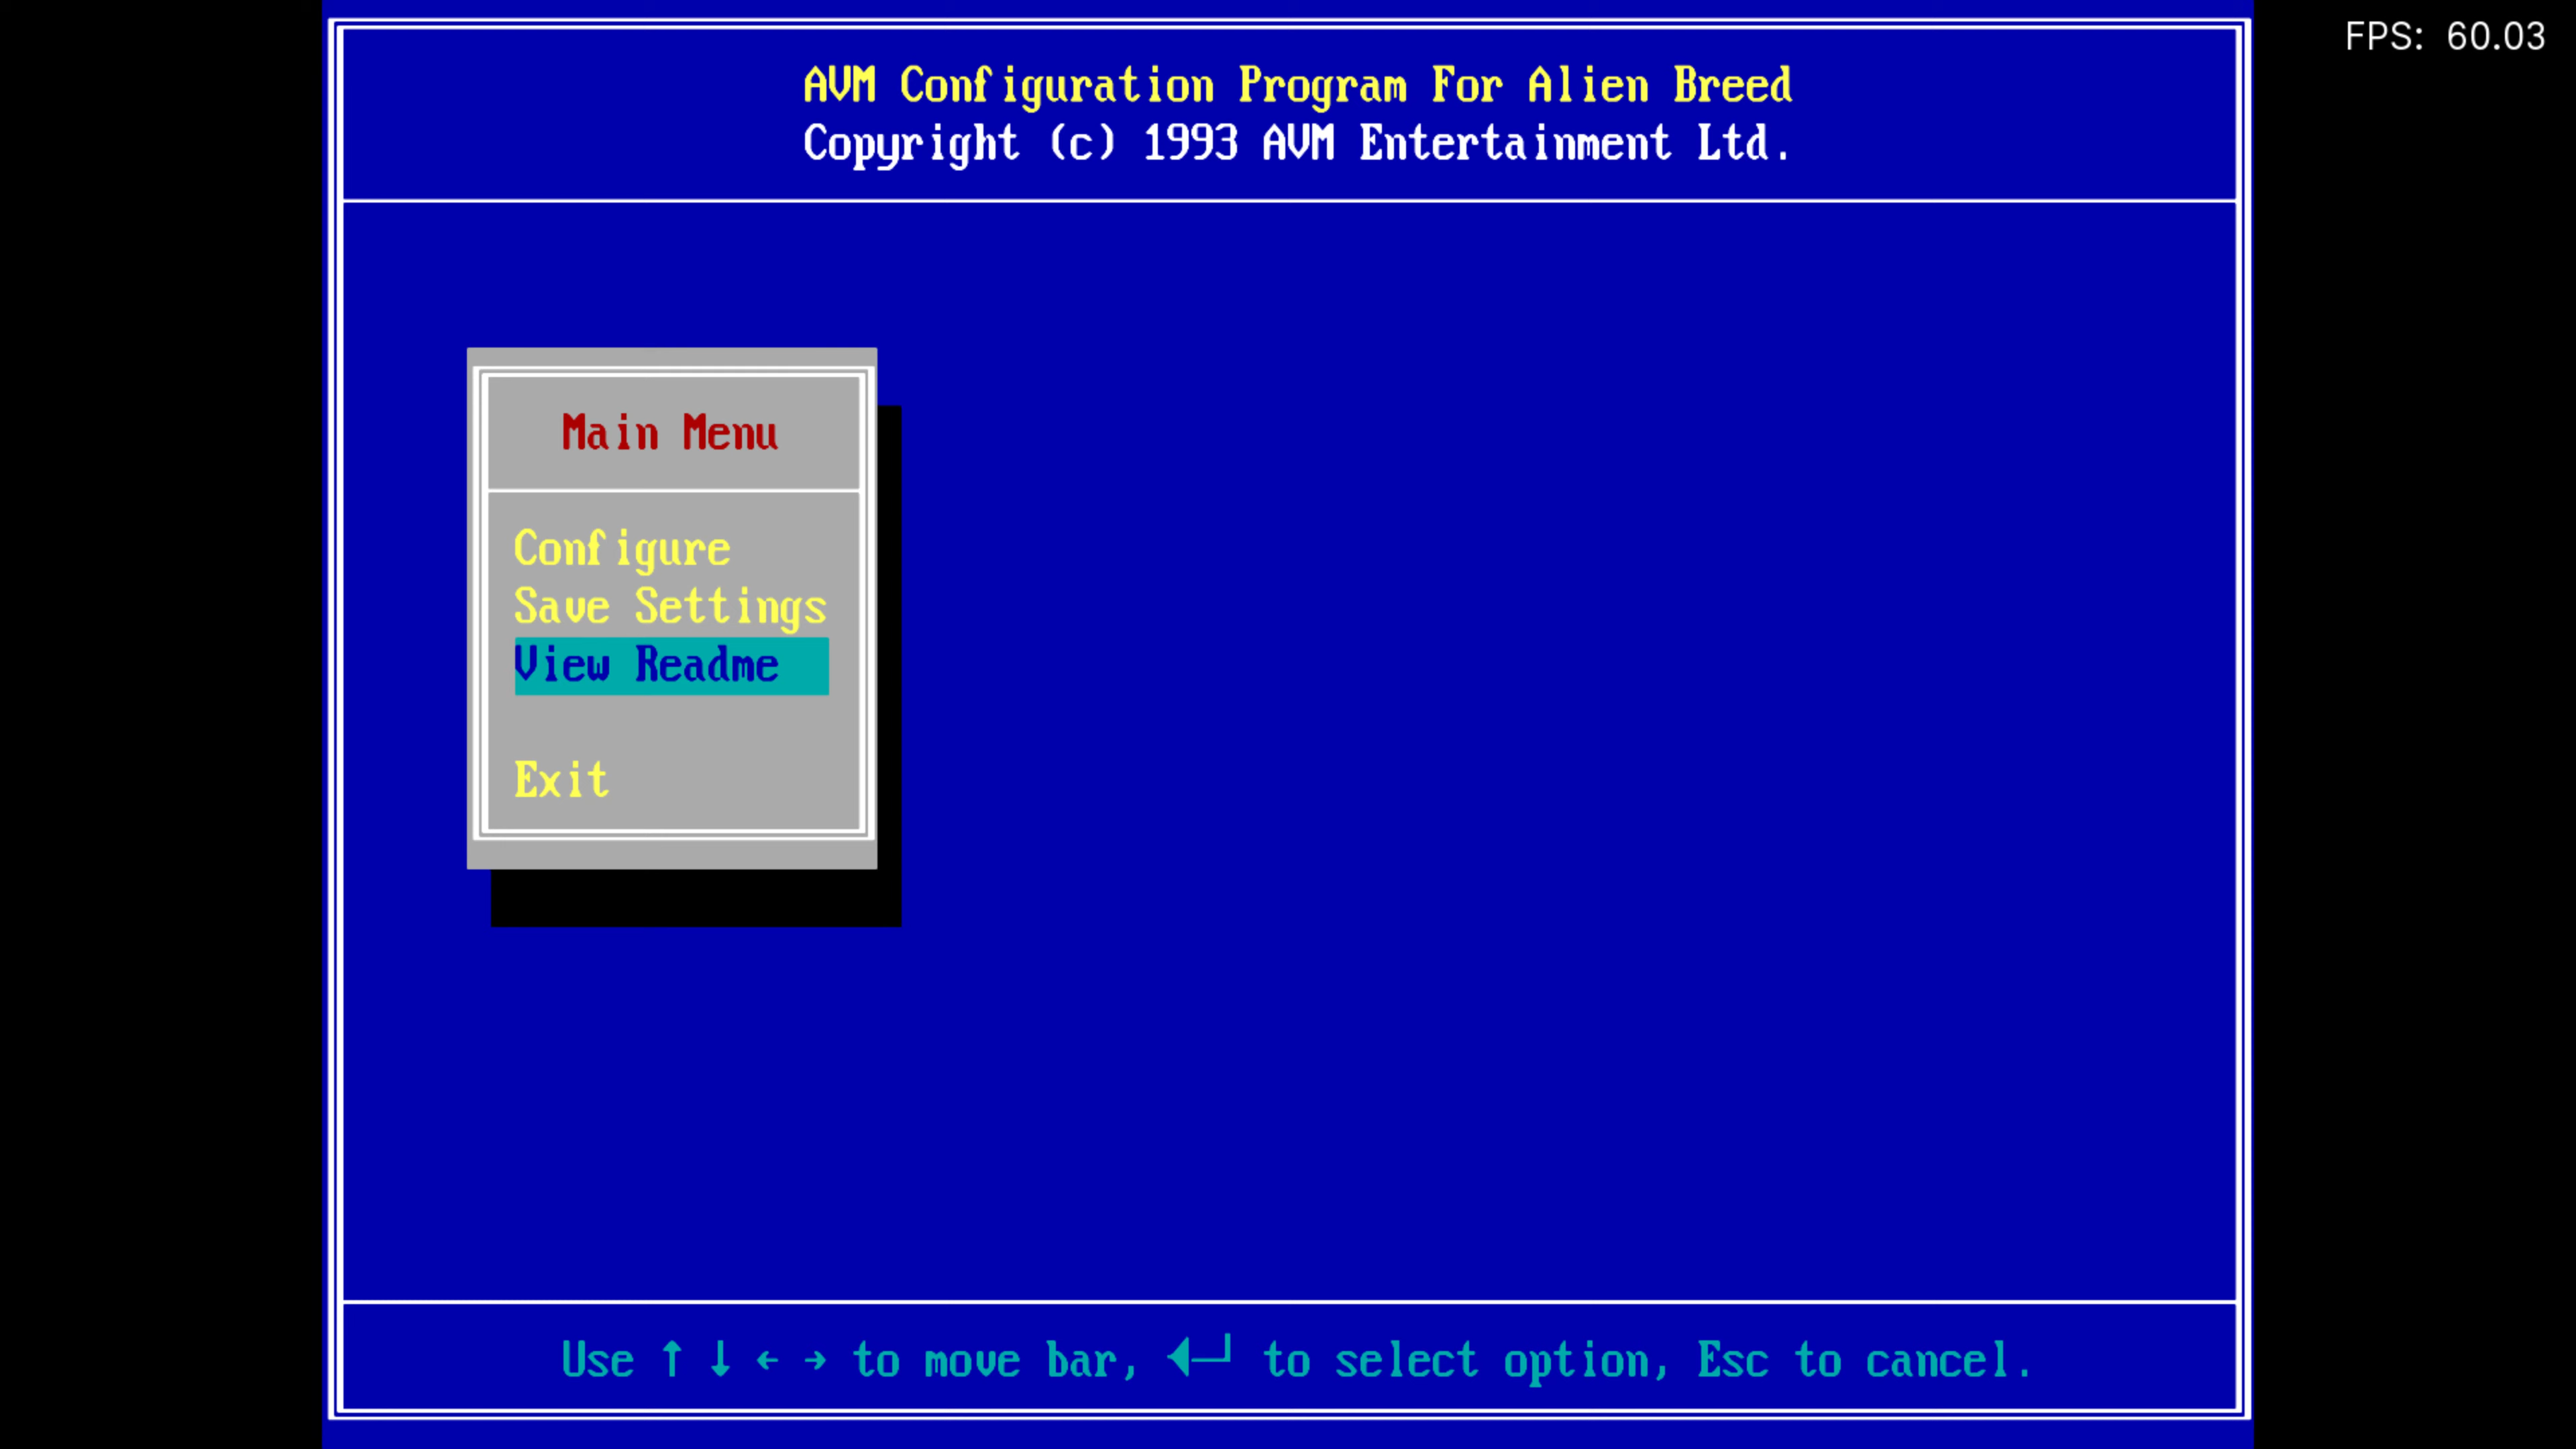 FPS: 60.03
AVM Configuration Program For Alien Breed
Copyright (c) 1993 AVM Entertainment Ltd.
Main Menu
Configure
Save Settings
View Readme
Exit
Use ↑ ↓ ← → to move bar, ◄─┘ to select option, Esc to cancel.